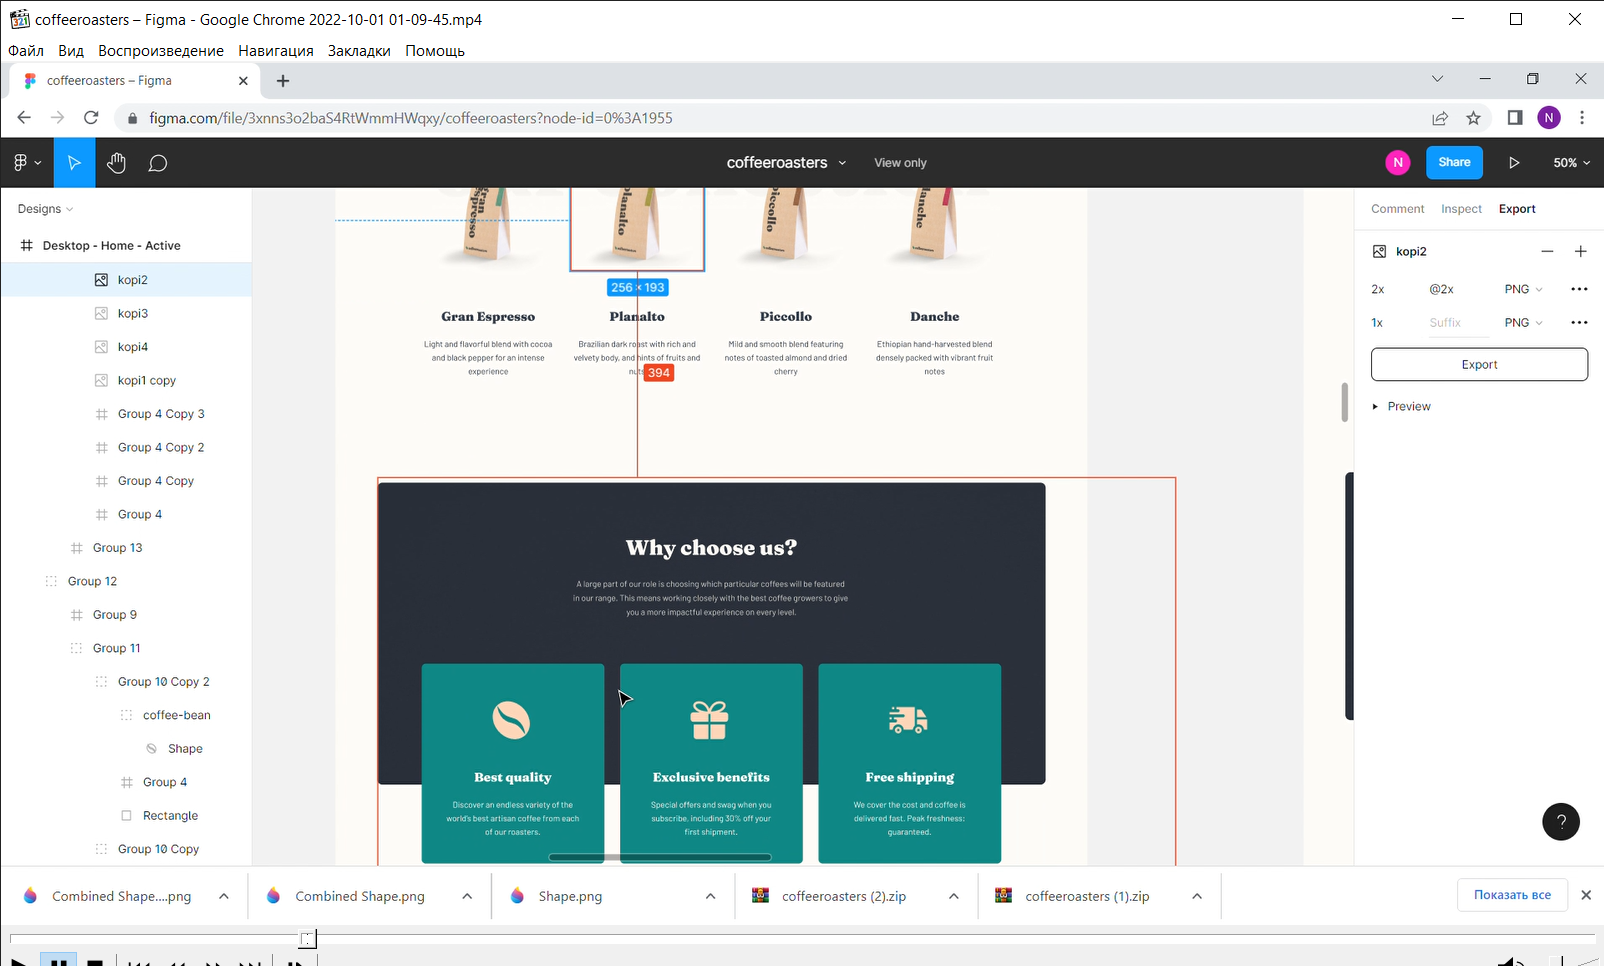 coffeeroasters – Figma - Google Chrome 2022-10-01 01-09-45.mp4
Файл Вид Воспроизведение Навигация Закладки Помощь
coffeeroasters – Figma
figma.com/file/3xnns3o2baS4RtWmmHWqxy/coffeeroasters?node-id=0%3A1955
N
coffeeroasters
View only
N
Share
50%
Designs
Desktop - Home - Active
kopi2
kopi3
kopi4
kopi1 copy
Group 4 Copy 3
Group 4 Copy 2
Group 4 Copy
Group 4
Group 13
Group 12
Group 9
Group 11
Group 10 Copy 2
coffee-bean
Shape
Group 4
Rectangle
Group 10 Copy
gran espresso
planalto
piccollo
danche
256 × 193
Gran Espresso
Light and flavorful blend with cocoa
and black pepper for an intense
experience
Planalto
Brazilian dark roast with rich and
velvety body, and hints of fruits and
nuts
394
Piccollo
Mild and smooth blend featuring
notes of toasted almond and dried
cherry
Danche
Ethiopian hand-harvested blend
densely packed with vibrant fruit
notes
Why choose us?
A large part of our role is choosing which particular coffees will be featured
in our range. This means working closely with the best coffee growers to give
you a more impactful experience on every level.
Best quality
Discover an endless variety of the
world's best artisan coffee from each
of our roasters.
Exclusive benefits
Special offers and swag when you
subscribe, including 30% off your
first shipment.
Free shipping
We cover the cost and coffee is
delivered fast. Peak freshness:
guaranteed.
Comment Inspect Export
kopi2
2x @2x PNG
1x Suffix PNG
Export
Preview
?
Combined Shape....png
Combined Shape.png
Shape.png
coffeeroasters (2).zip
coffeeroasters (1).zip
Показать все